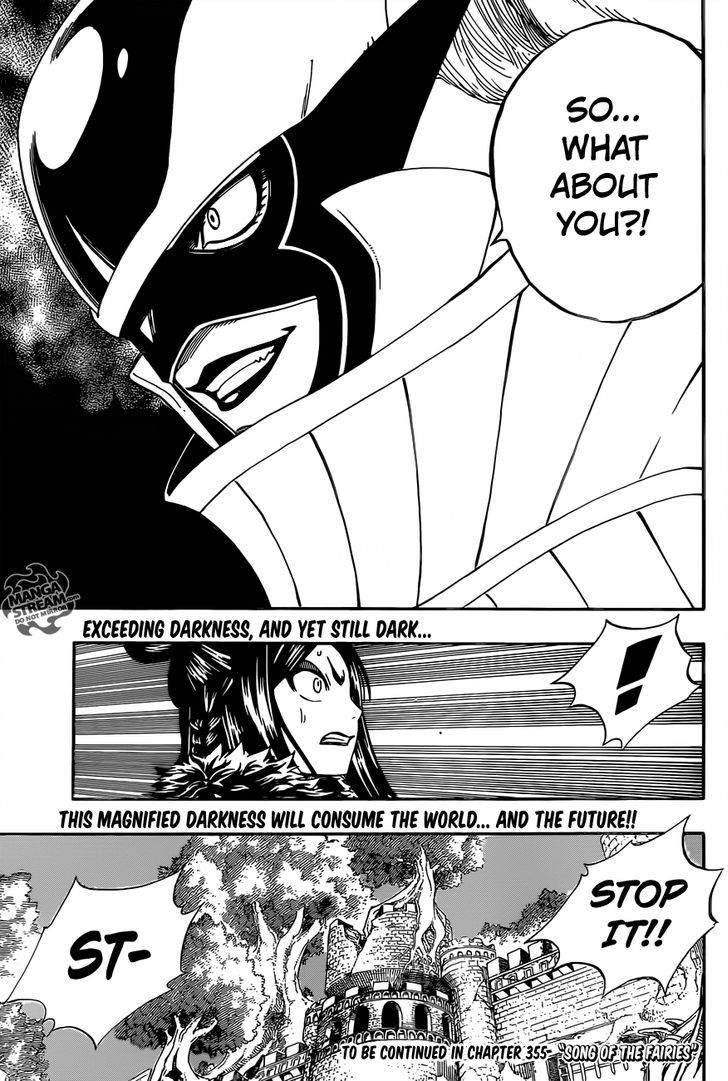 SO...
WHAT
ABOUT
YOU?!
MANGA
STREAM.com
DO NOT MIRROR
EXCEEDING DARKNESS, AND YET STILL DARK...
!
THIS MAGNIFIED DARKNESS WILL CONSUME THE WORLD... AND THE FUTURE!!
ST-
STOP
IT!!
TO BE CONTINUED IN CHAPTER 355- "SONG OF THE FAIRIES"